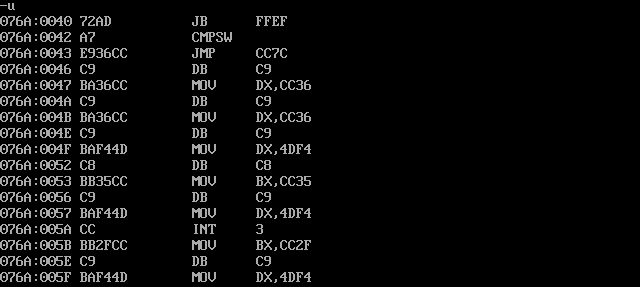 -u
076A:0040 72AD JB FFEF
076A:0042 A7 CMPSW
076A:0043 E936CC JMP CC7C
076A:0046 C9 DB C9
076A:0047 BA36CC MOV DX,CC36
076A:004A C9 DB C9
076A:004B BA36CC MOV DX,CC36
076A:004E C9 DB C9
076A:004F BAF44D MOV DX,4DF4
076A:0052 C8 DB C8
076A:0053 BB35CC MOV BX,CC35
076A:0056 C9 DB C9
076A:0057 BAF44D MOV DX,4DF4
076A:005A CC INT 3
076A:005B BB2FCC MOV BX,CC2F
076A:005E C9 DB C9
076A:005F BAF44D MOV DX,4DF4